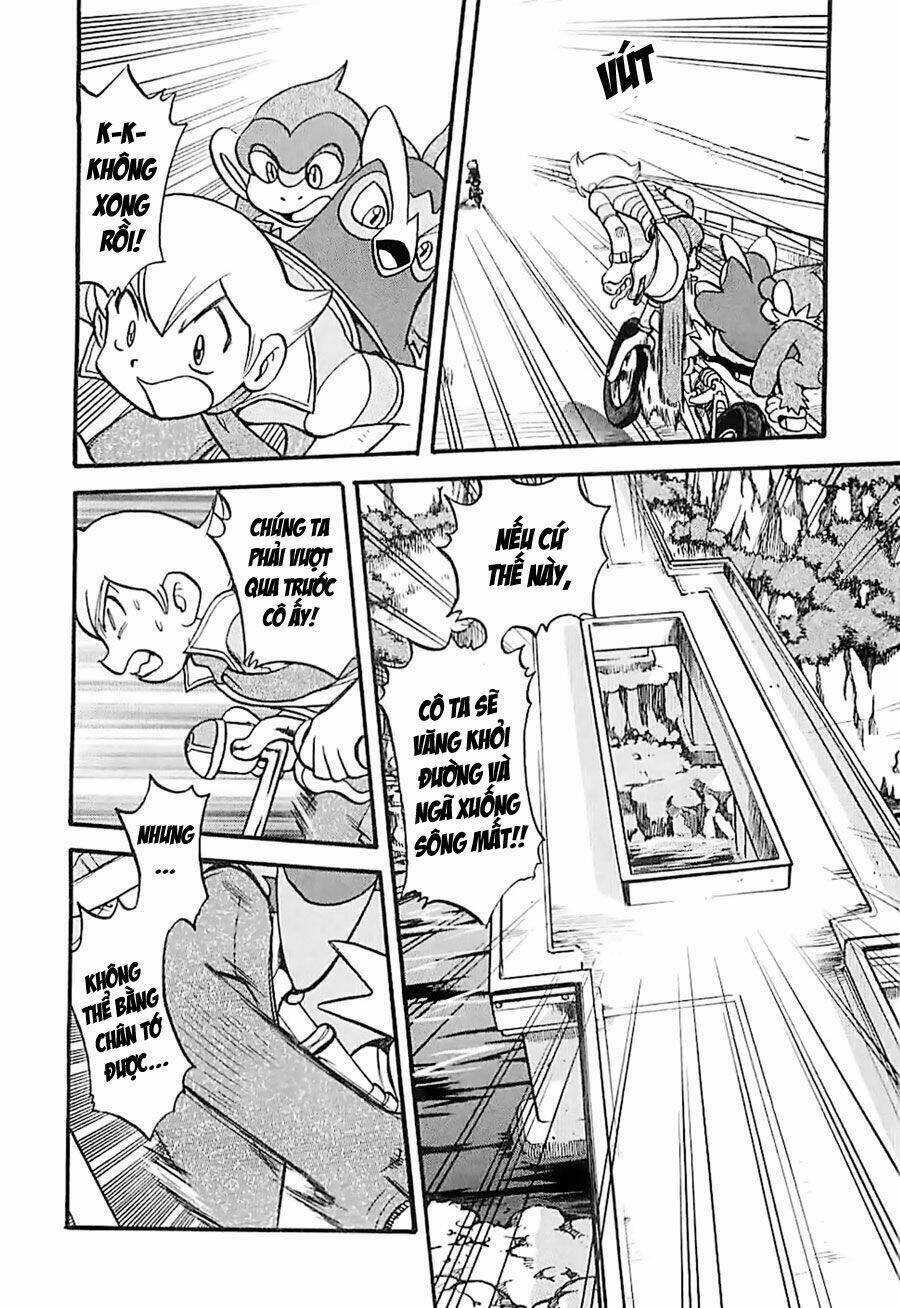 VÚT
K-K-
KHÔNG
XONG
RỒI!
NẾU CỨ
THẾ NÀY,
CÔ TA SẼ
VĂNG KHỎI
ĐƯỜNG VÀ
NGÃ XUỐNG
SÔNG MẤT!!
CHÚNG TA
PHẢI VƯỢT
QUA TRƯỚC
CÔ ẤY!
NHƯNG
...
KHÔNG
THỂ BẰNG
CHÂN TỚ
ĐƯỢC...